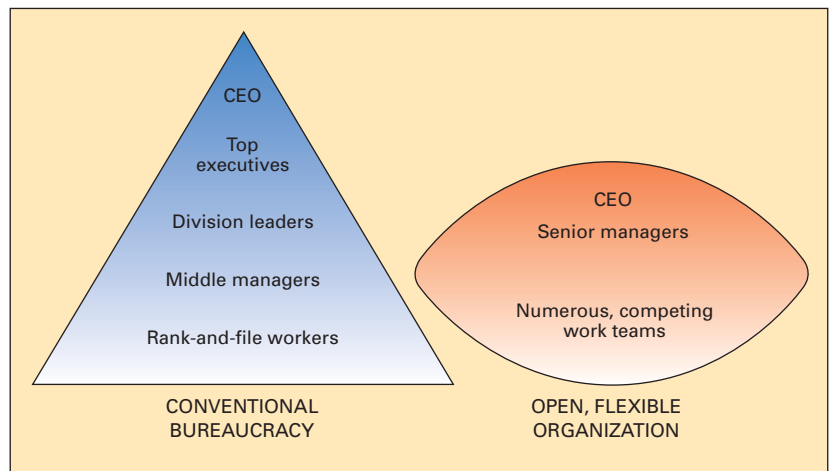 CEO
Top
executives
Division leaders
Middle managers
Rank-and-file workers
CONVENTIONAL
BUREAUCRACY
CEO
Senior managers
Numerous, competing
work teams
OPEN, FLEXIBLE
ORGANIZATION